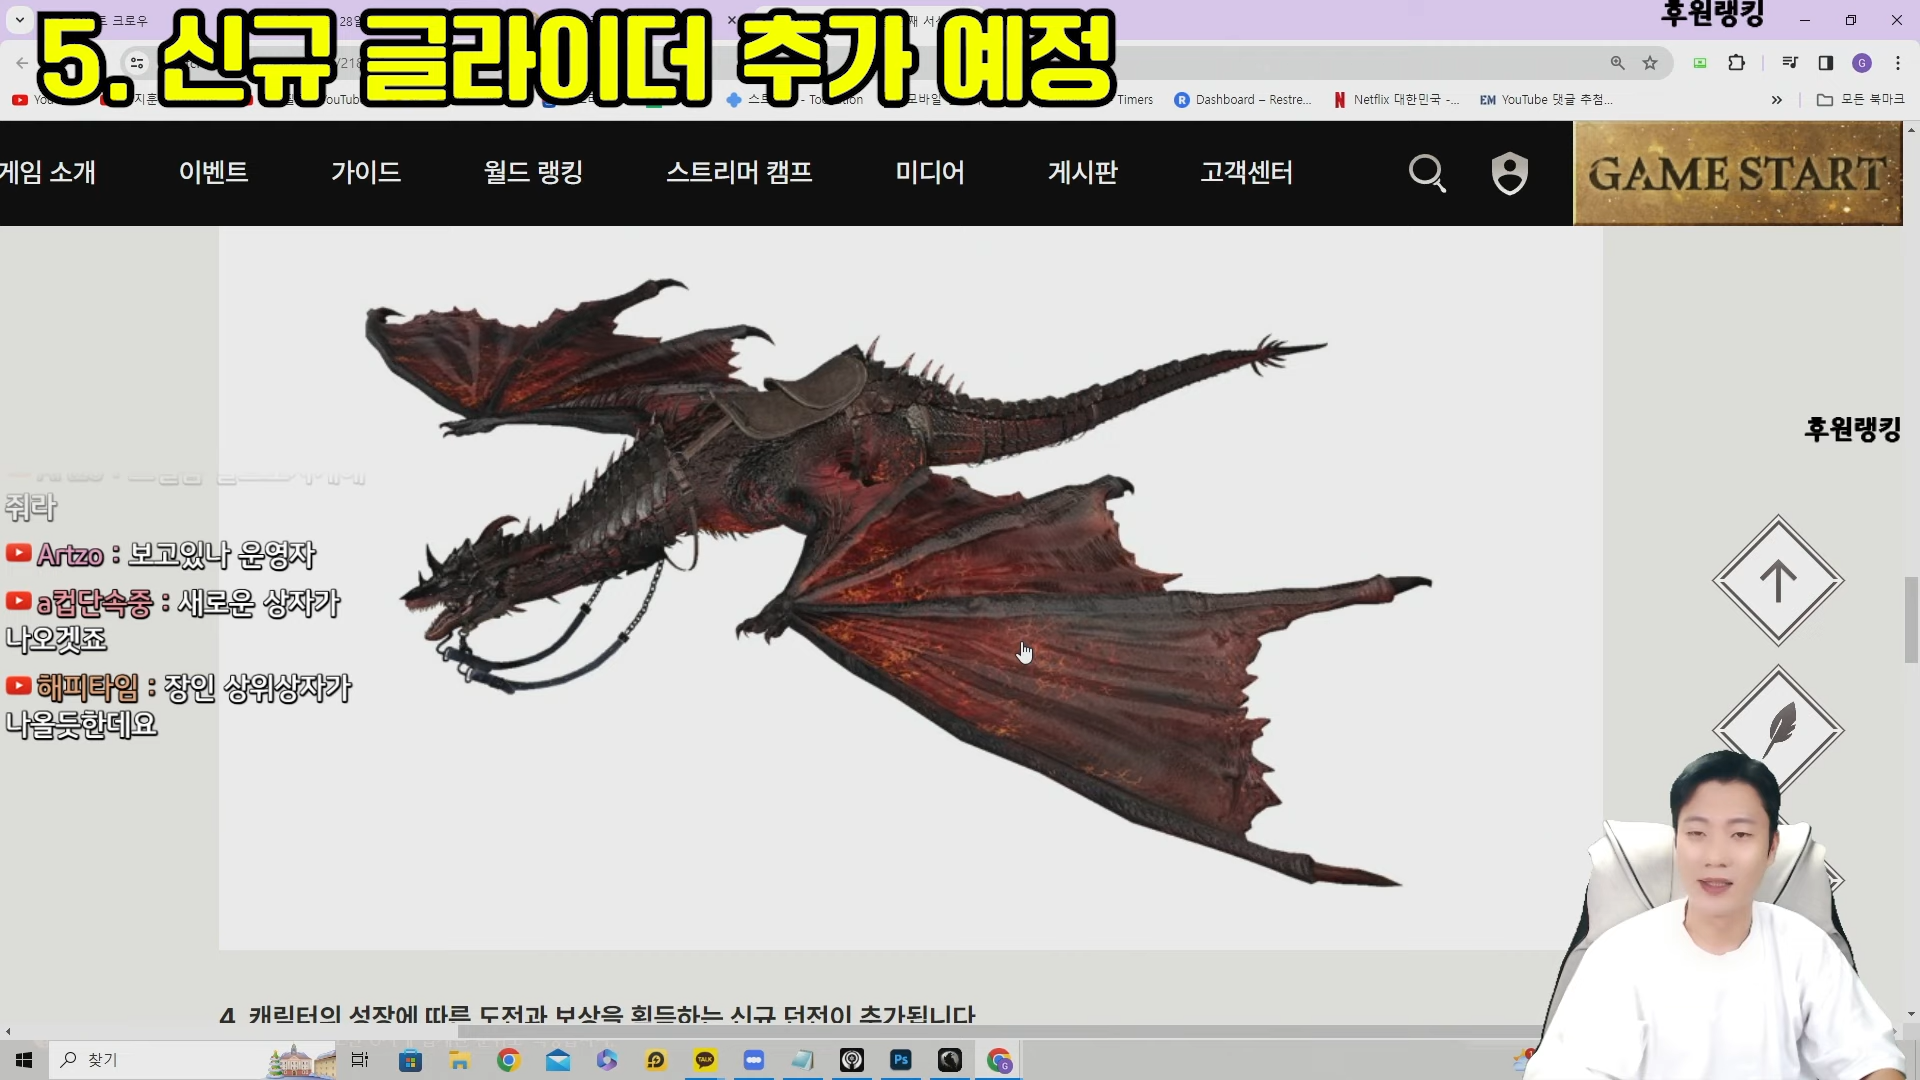 5. 신규 글라이더 추가 예정
후원랭킹
Dashboard – Restre...
Netflix 대한민국 -...
EM YouTube 댓글 추첨...
모든 북마크
Timers
게임 소개
이벤트
가이드
월드 랭킹
스트리머 캠프
미디어
게시판
고객센터
GAME START
후원랭킹
줘라
Artzo : 보고있나 운영자
a컵단속중 : 새로운 상자가
나오겟죠
해피타임 : 장인 상위상자가
나올듯한데요
4. 캐릭터의 성장에 따른 도전과 보상을 획득하는 신규 던전이 추가됩니다
찾기
TALK
Ps